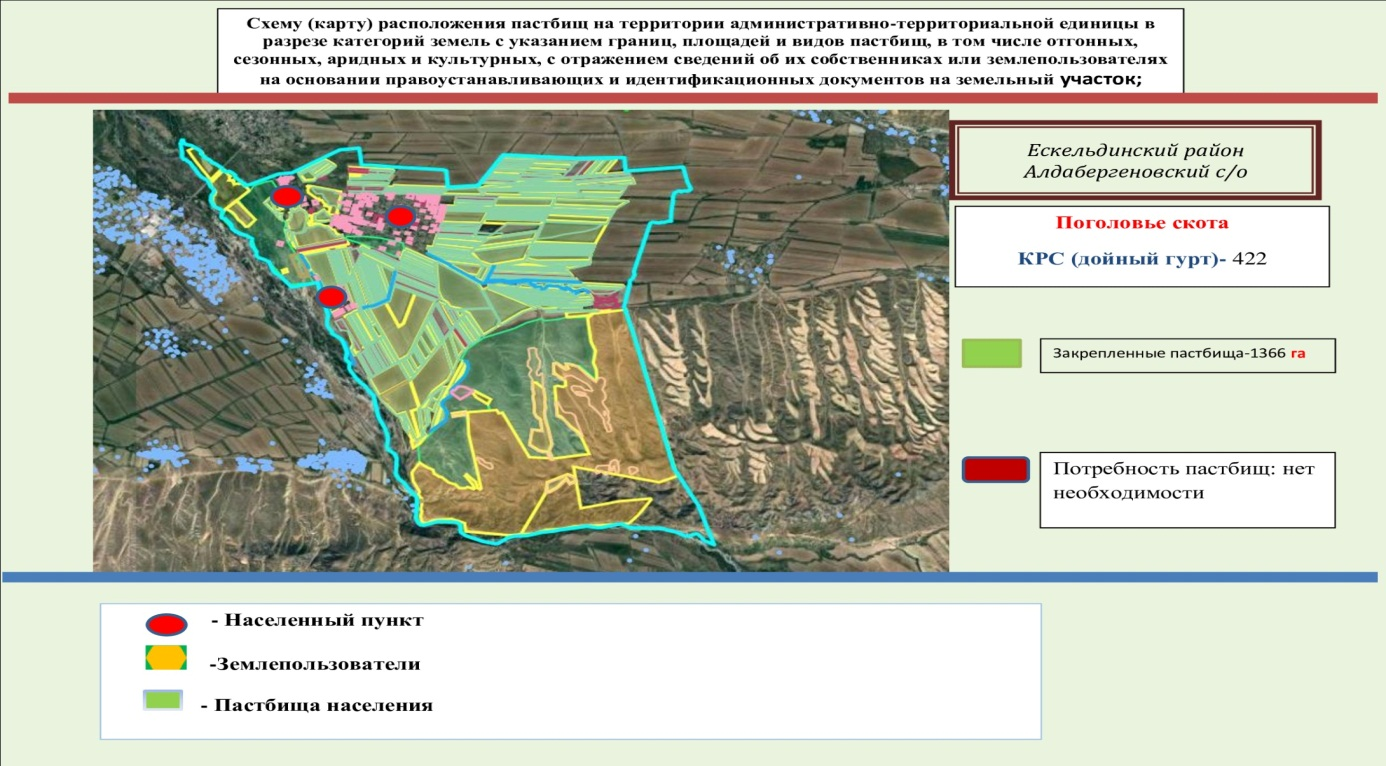 Схему (карту) расположения пастбищ на территории административно-территориальной единицы в
разрезе категорий земель с указанием границ, площадей и видов пастбищ, в том числе отгонных,
сезонных, аридных и культурных, с отражением сведений об их собственниках или землепользователях
на основании правоустанавливающих и идентификационных документов на земельный участок;
Ескельдинский район
Алдабергеновский с/о
Поголовье скота
КРС (дойный гурт)- 422
Закрепленные пастбища-1366 га
Потребность пастбищ: нет
необходимости
- Населенный пункт
-Землепользователи
- Пастбища населения